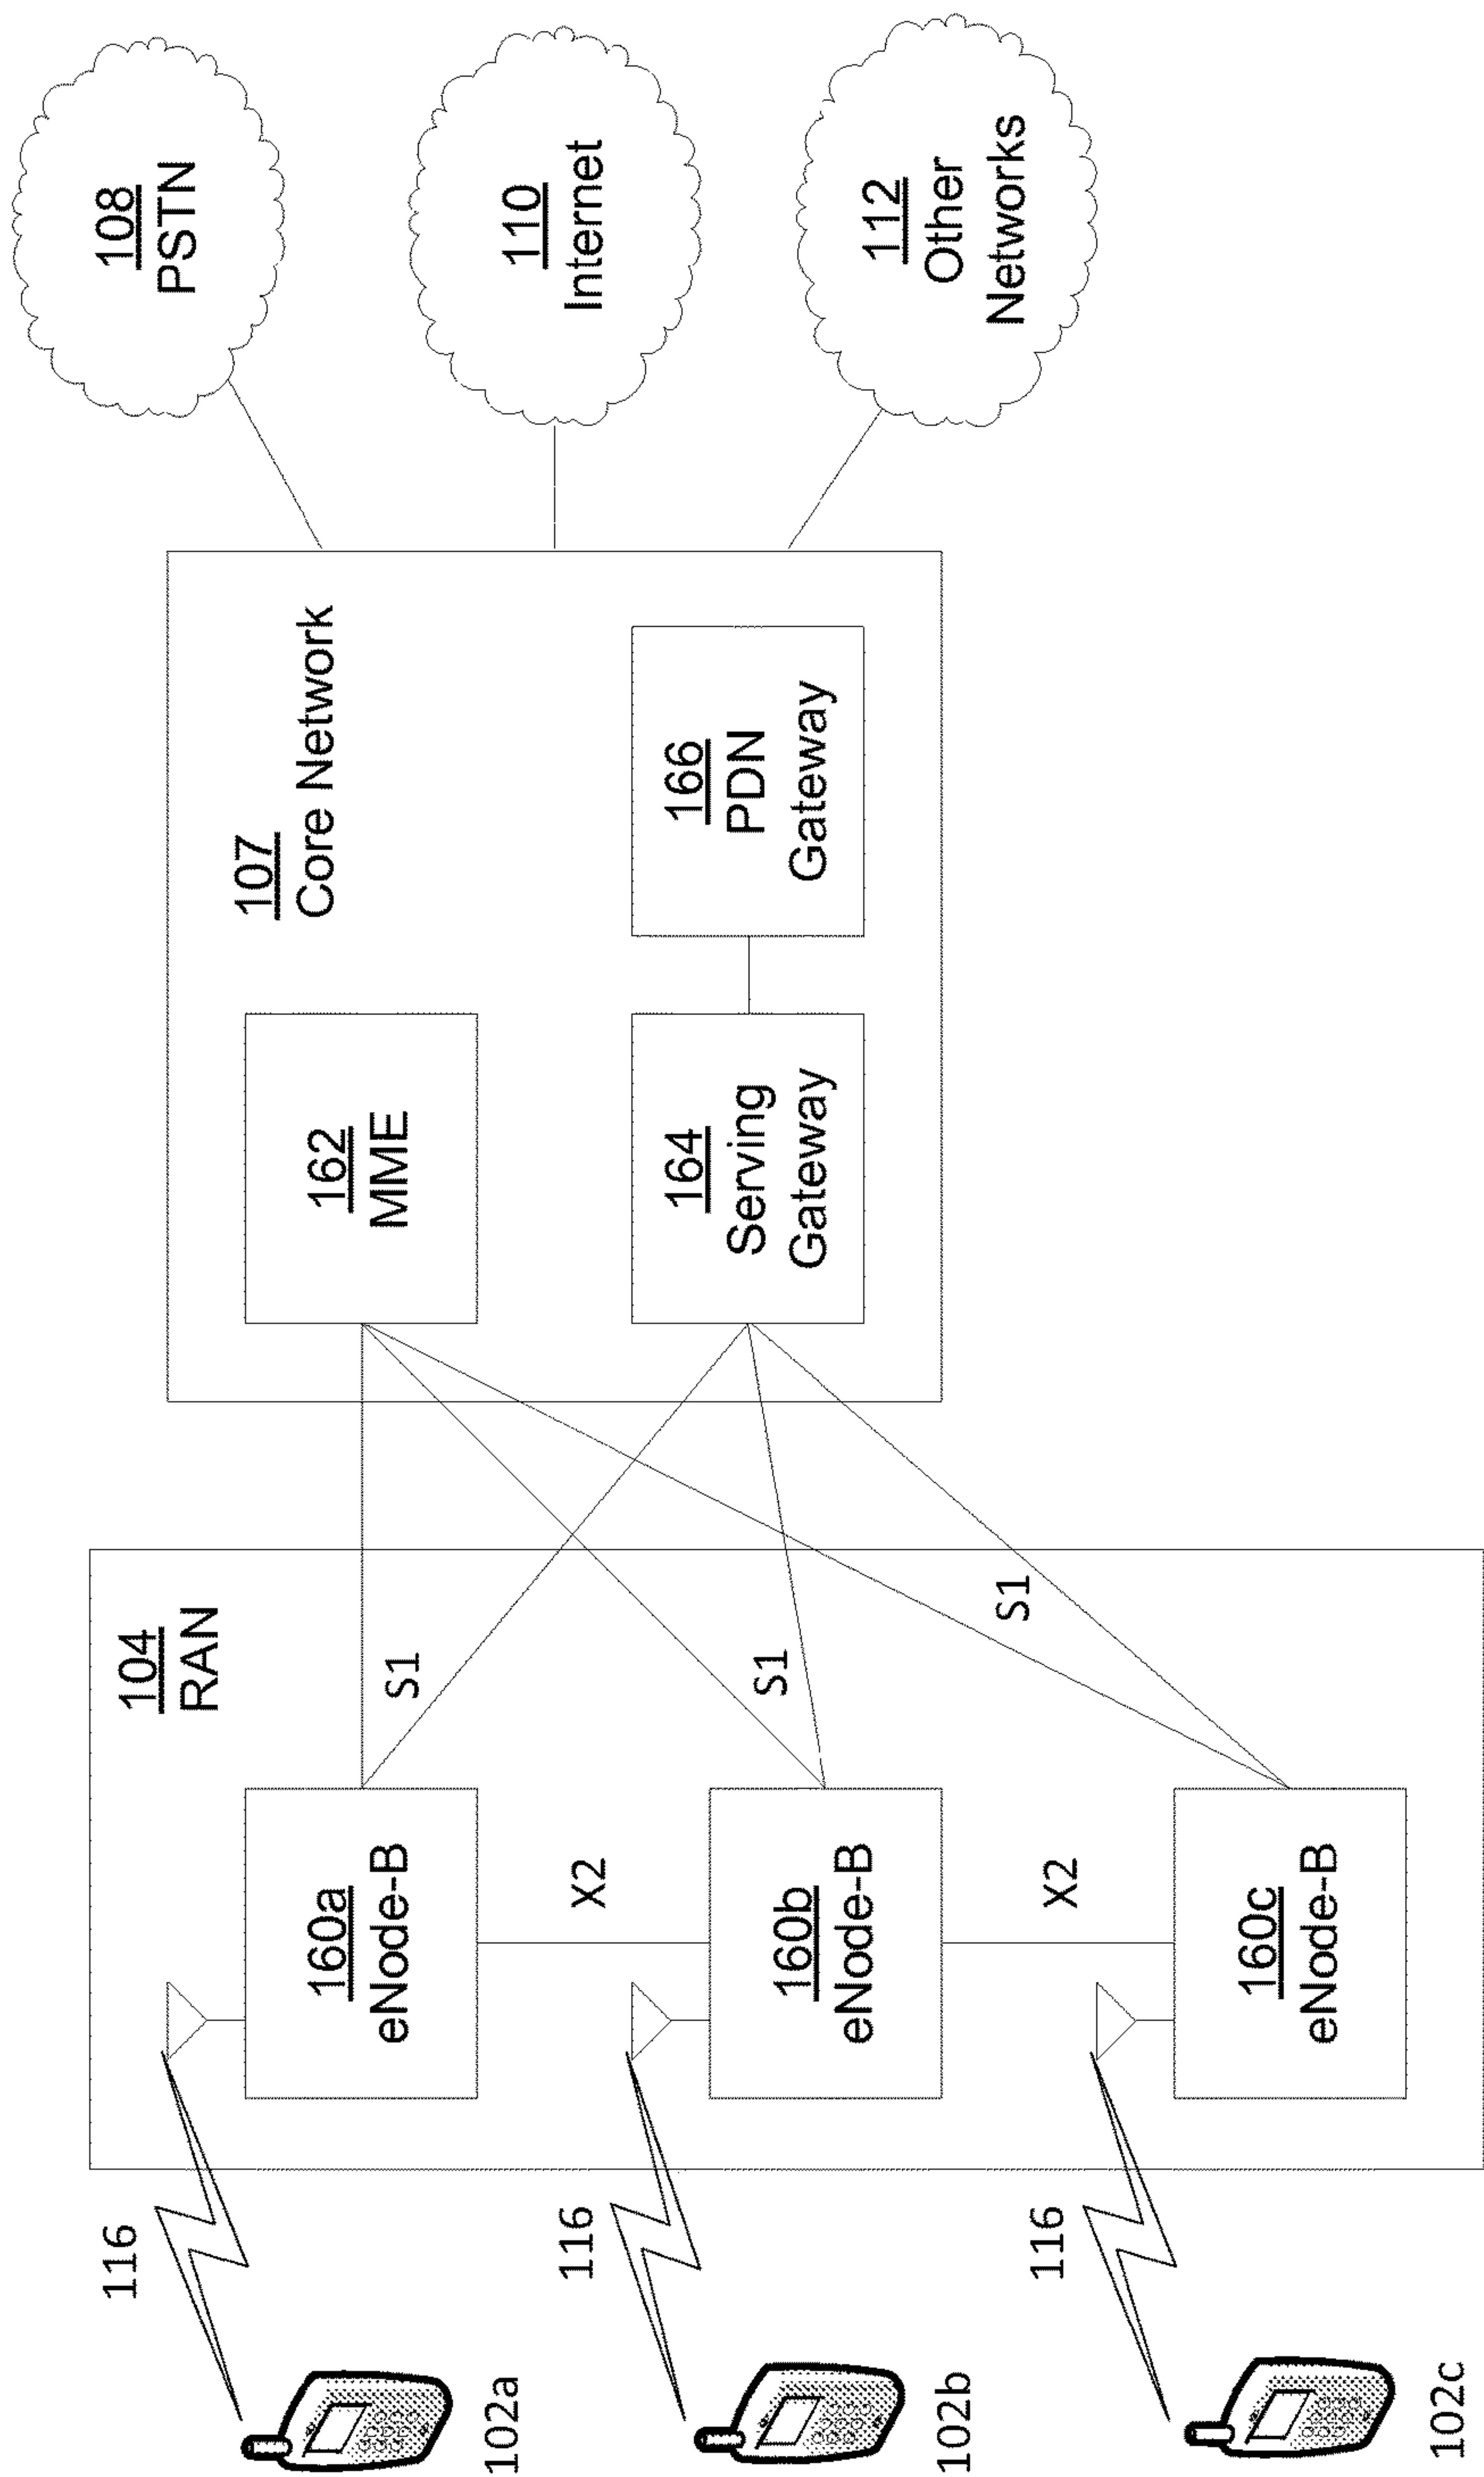 104
RAN
116
102a
160a
eNode-B
S1
X2
116
102b
160b
eNode-B
S1
X2
116
102c
160c
eNode-B
S1
107
Core Network
162
MME
164
Serving
Gateway
166
PDN
Gateway
108
PSTN
110
Internet
112
Other
Networks